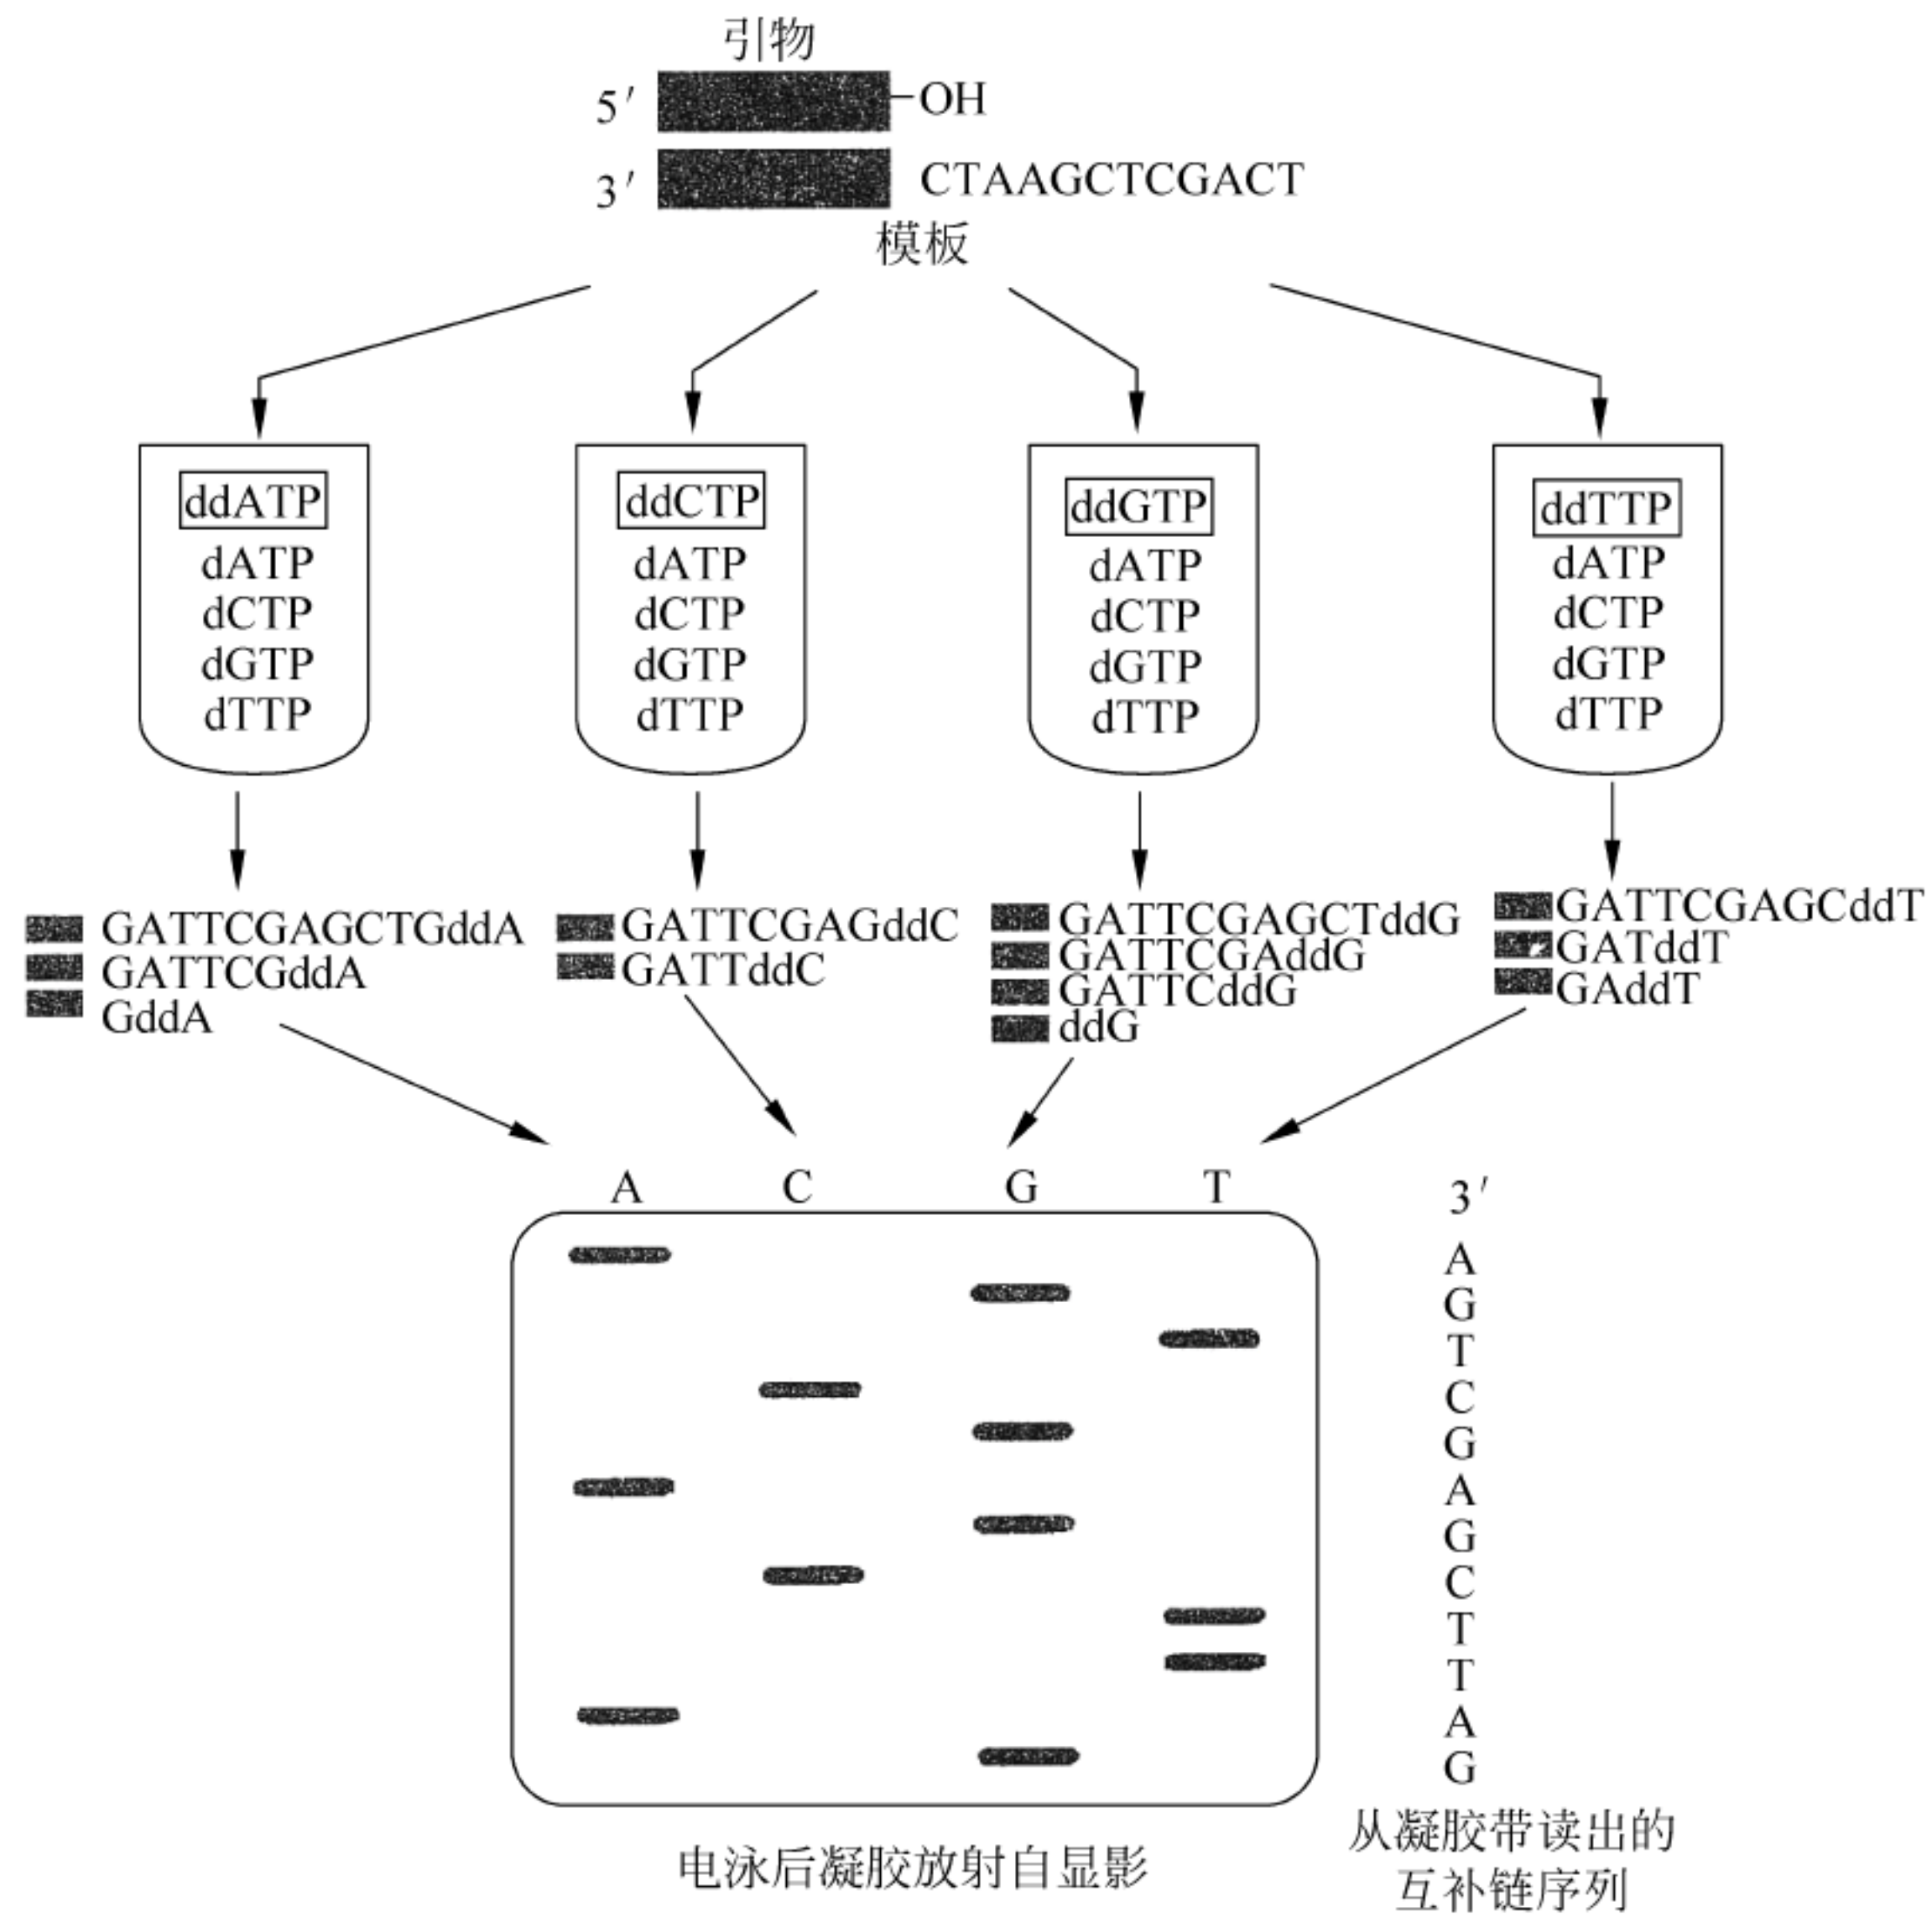 引物
5′ OH
3′ CTAAGCTCGACT
模板
ddATP
dATP
dCTP
dGTP
dTTP
ddCTP
dATP
dCTP
dGTP
dTTP
ddGTP
dATP
dCTP
dGTP
dTTP
ddTTP
dATP
dCTP
dGTP
dTTP
GATTCGAGCTGddA
GATTCGddA
GddA
GATTCGAGddC
GATTddC
GATTCGAGCTddG
GATTCGAddG
GATTCddG
ddG
GATTCGAGCddT
GATddT
GAddT
A C G T
3′
A
G
T
C
G
A
G
C
T
T
A
G
电泳后凝胶放射自显影
从凝胶带读出的
互补链序列